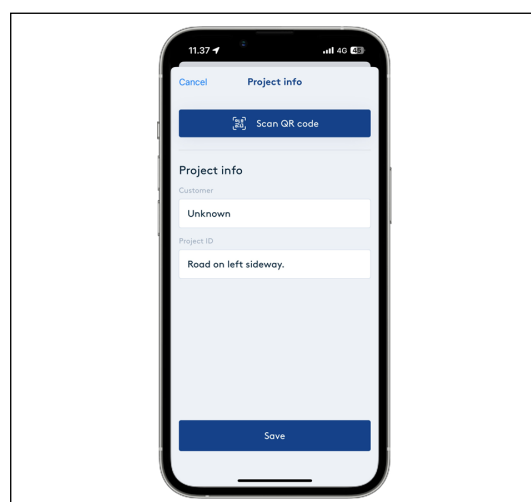 11.37 4G 48
Cancel Project info
Scan QR code
Project info
Customer
Unknown
Project ID
Road on left sideway.
Save